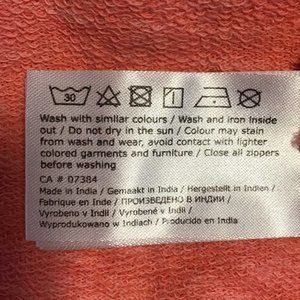 30
Wash with similar colours / Wash and iron inside
out / Do not dry in the sun / Colour may stain
from wash and wear, avoid contact with lighter
colored garments and furniture / Close all zippers
before washing
CA # 07384
Made in India / Gemaakt in India / Hergestellt in Indien /
Fabrique en Inde / ПРОИЗВЕДЕНО В ИНДИИ /
Vyrobeno v Indii / Vyrobené v Indii /
Wyprodukowano w Indiach / Producido en India